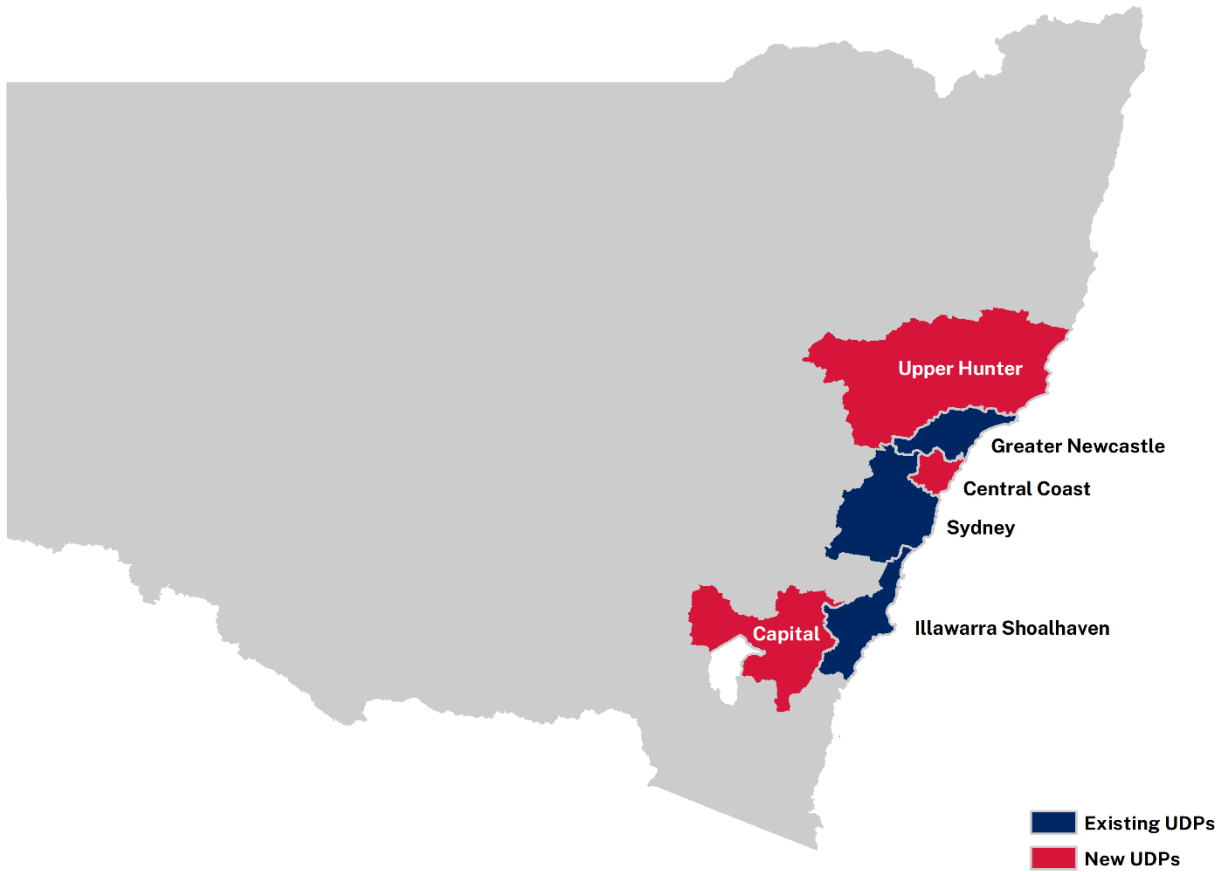 Upper Hunter
Greater Newcastle
Central Coast
Sydney
Illawarra Shoalhaven
Capital
Existing UDPs
New UDPs